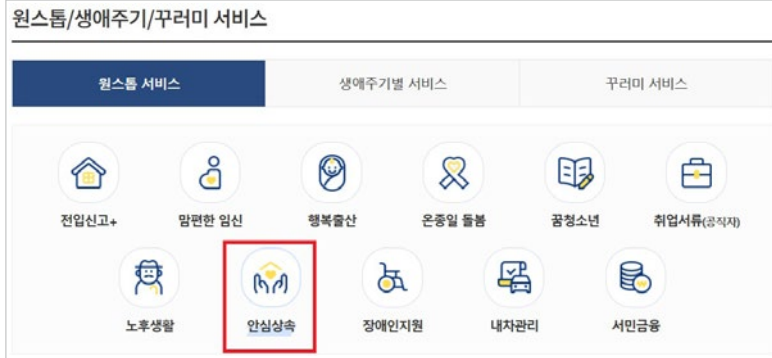 원스톱/생애주기/꾸러미 서비스
원스톱 서비스 생애주기별 서비스 꾸러미 서비스
전입신고+ 맘편한 임신 행복출산 온종일 돌봄 꿈청소년 취업서류(공직자)
노후생활 안심상속 장애인지원 내차관리 서민금융